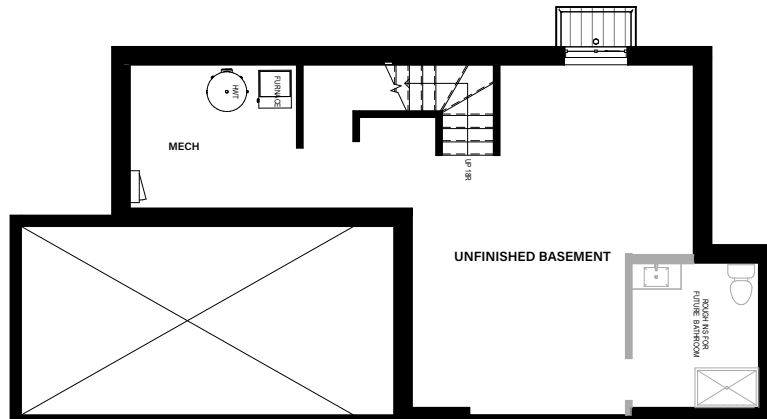 HWT
FURNACE
MECH
UP 18R
UNFINISHED BASEMENT
ROUGH INS FOR
FUTURE BATHROOM